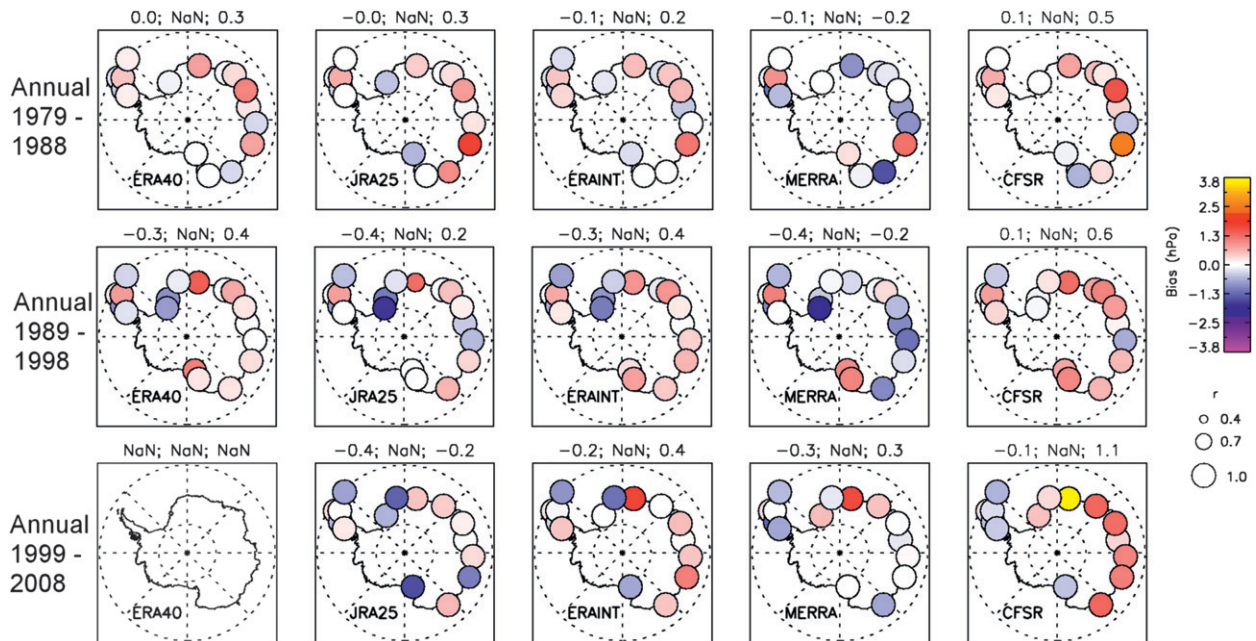 0.0; NaN; 0.3
−0.0; NaN; 0.3
−0.1; NaN; 0.2
−0.1; NaN; −0.2
0.1; NaN; 0.5
Annual
1979 -
1988
ERA40
JRA25
ERAINT
MERRA
CFSR
−0.3; NaN; 0.4
−0.4; NaN; 0.2
−0.3; NaN; 0.4
−0.4; NaN; −0.2
0.1; NaN; 0.6
Annual
1989 -
1998
ERA40
JRA25
ERAINT
MERRA
CFSR
NaN; NaN; NaN
−0.4; NaN; −0.2
−0.2; NaN; 0.4
−0.3; NaN; 0.3
−0.1; NaN; 1.1
Annual
1999 -
2008
ERA40
JRA25
ERAINT
MERRA
CFSR
Bias (hPa)
3.8
2.5
1.3
0.0
−1.3
−2.5
−3.8
r
0.4
0.7
1.0